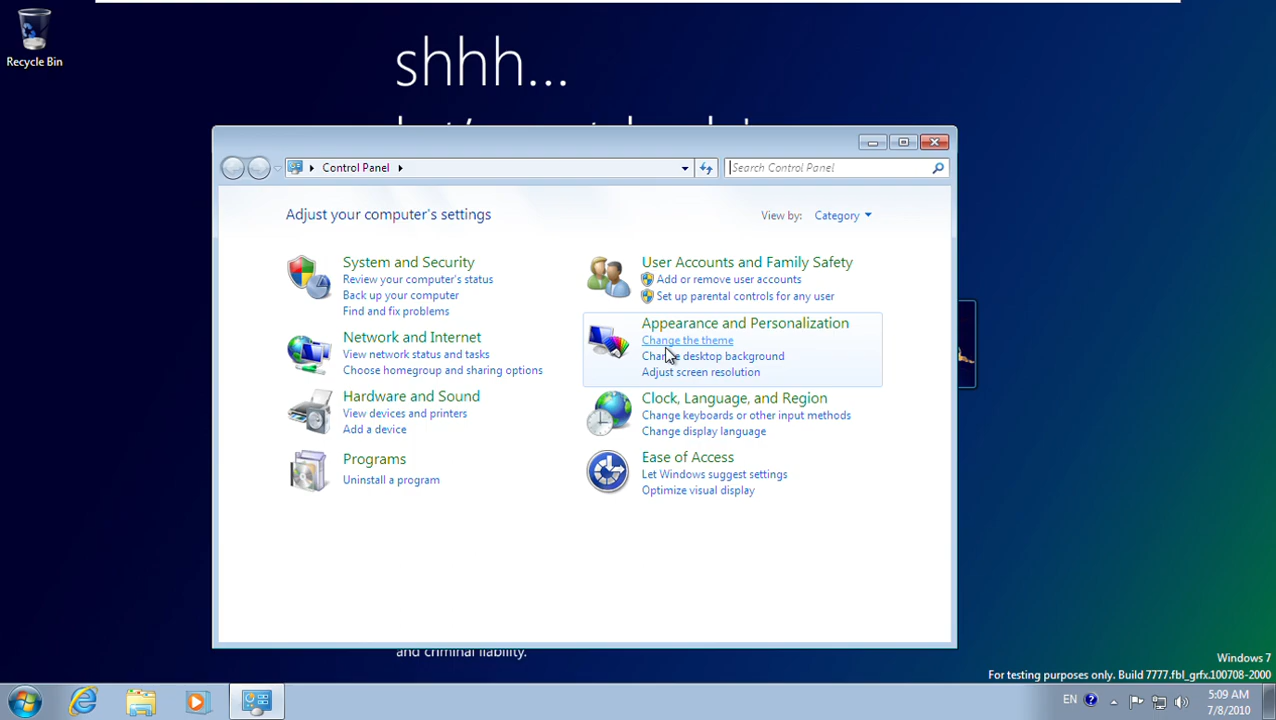 Recycle Bin
shhh...
Control Panel
Search Control Panel
Adjust your computer's settings
View by: Category
System and Security
Review your computer's status
Back up your computer
Find and fix problems
Network and Internet
View network status and tasks
Choose homegroup and sharing options
Hardware and Sound
View devices and printers
Add a device
Programs
Uninstall a program
User Accounts and Family Safety
Add or remove user accounts
Set up parental controls for any user
Appearance and Personalization
Change the theme
Change desktop background
Adjust screen resolution
Clock, Language, and Region
Change keyboards or other input methods
Change display language
Ease of Access
Let Windows suggest settings
Optimize visual display
and criminal liability.
Windows 7
For testing purposes only. Build 7777.fbl_grfx.100708-2000
EN
5:09 AM
7/8/2010